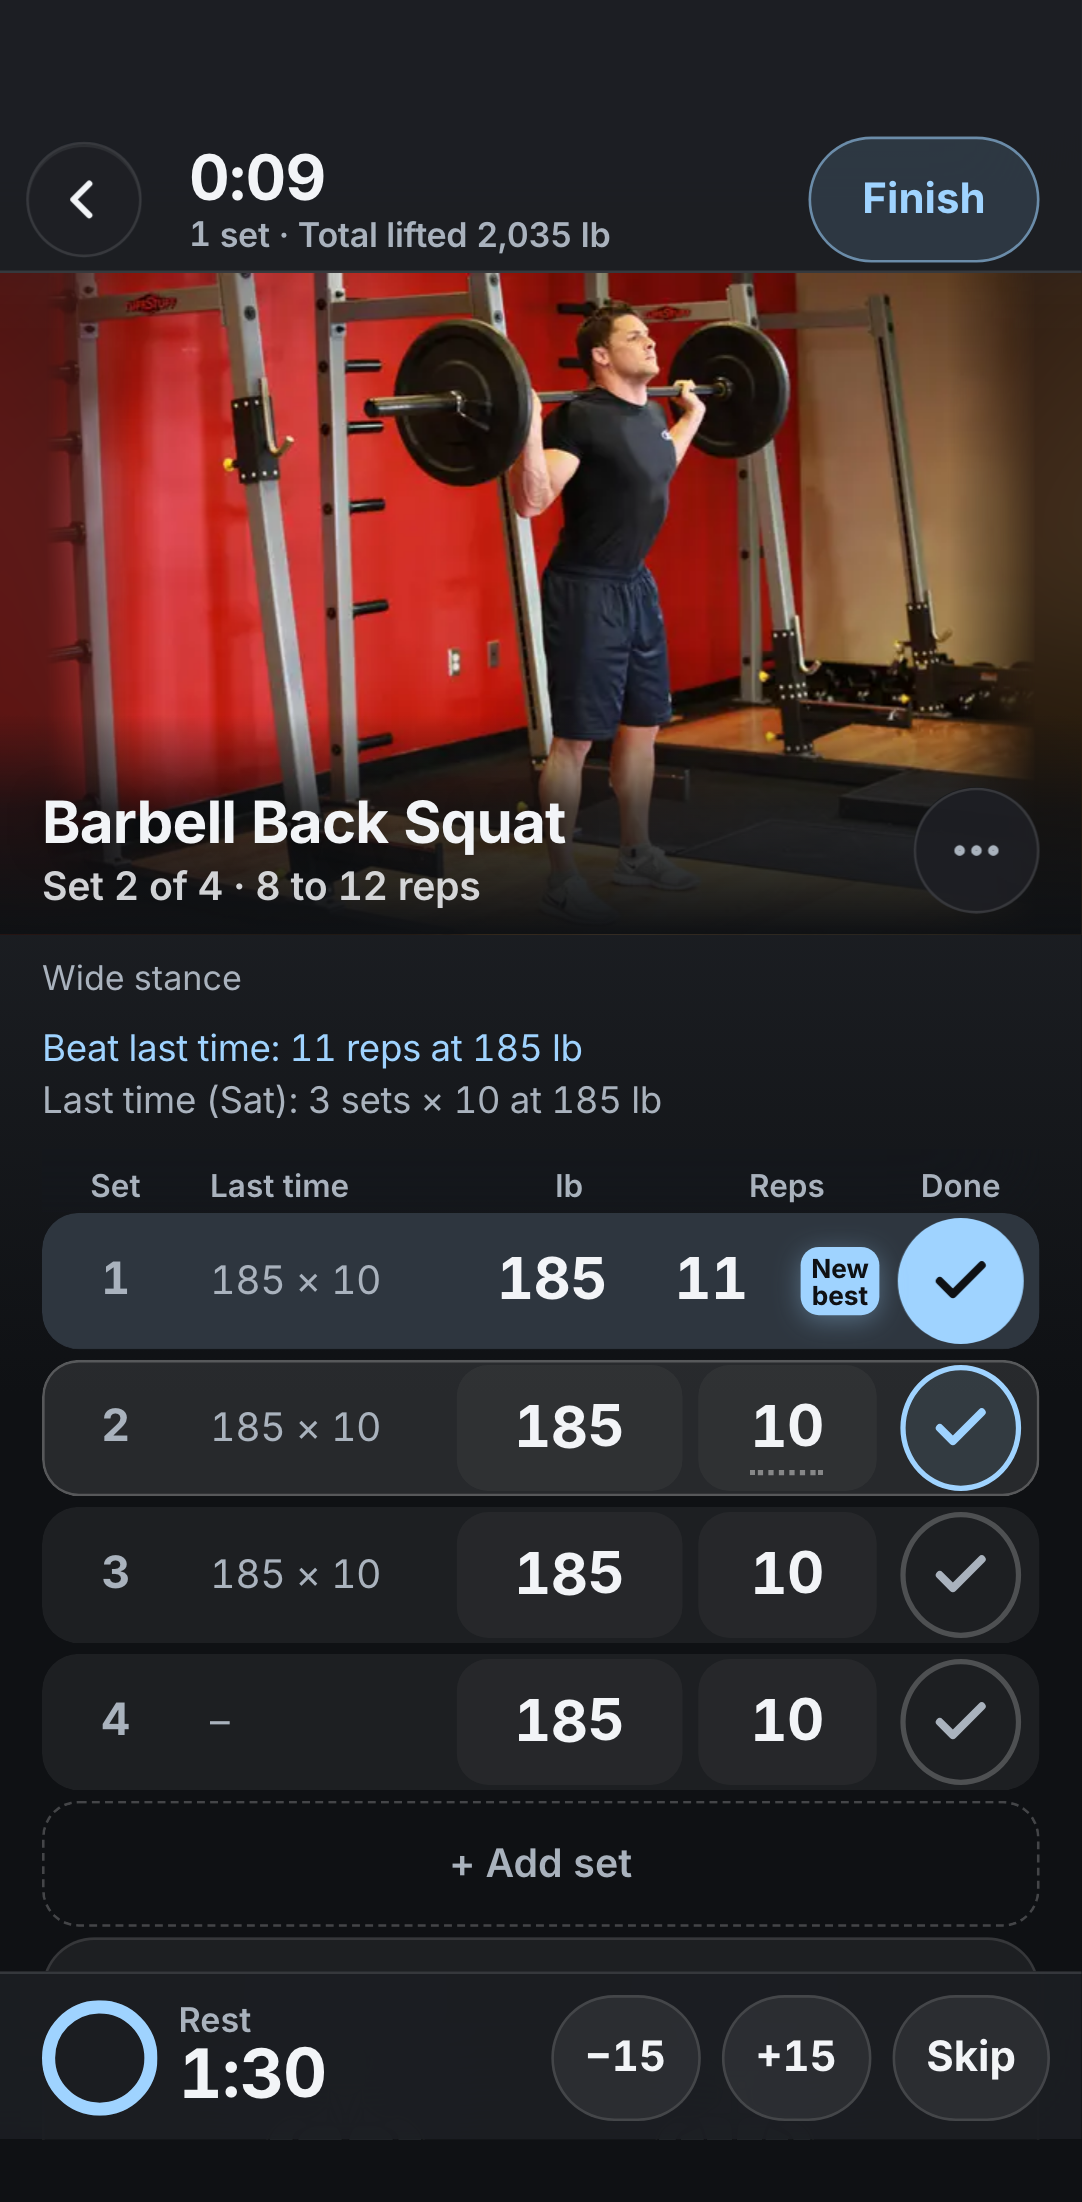 0:09
1 set · Total lifted 2,035 lb
Finish
Barbell Back Squat
Set 2 of 4 · 8 to 12 reps
Wide stance
Beat last time: 11 reps at 185 lb
Last time (Sat): 3 sets × 10 at 185 lb
Set Last time lb Reps Done
1 185 × 10 185 11 New best
2 185 × 10 185 10
3 185 × 10 185 10
4 – 185 10
+ Add set
Rest
1:30
−15 +15 Skip